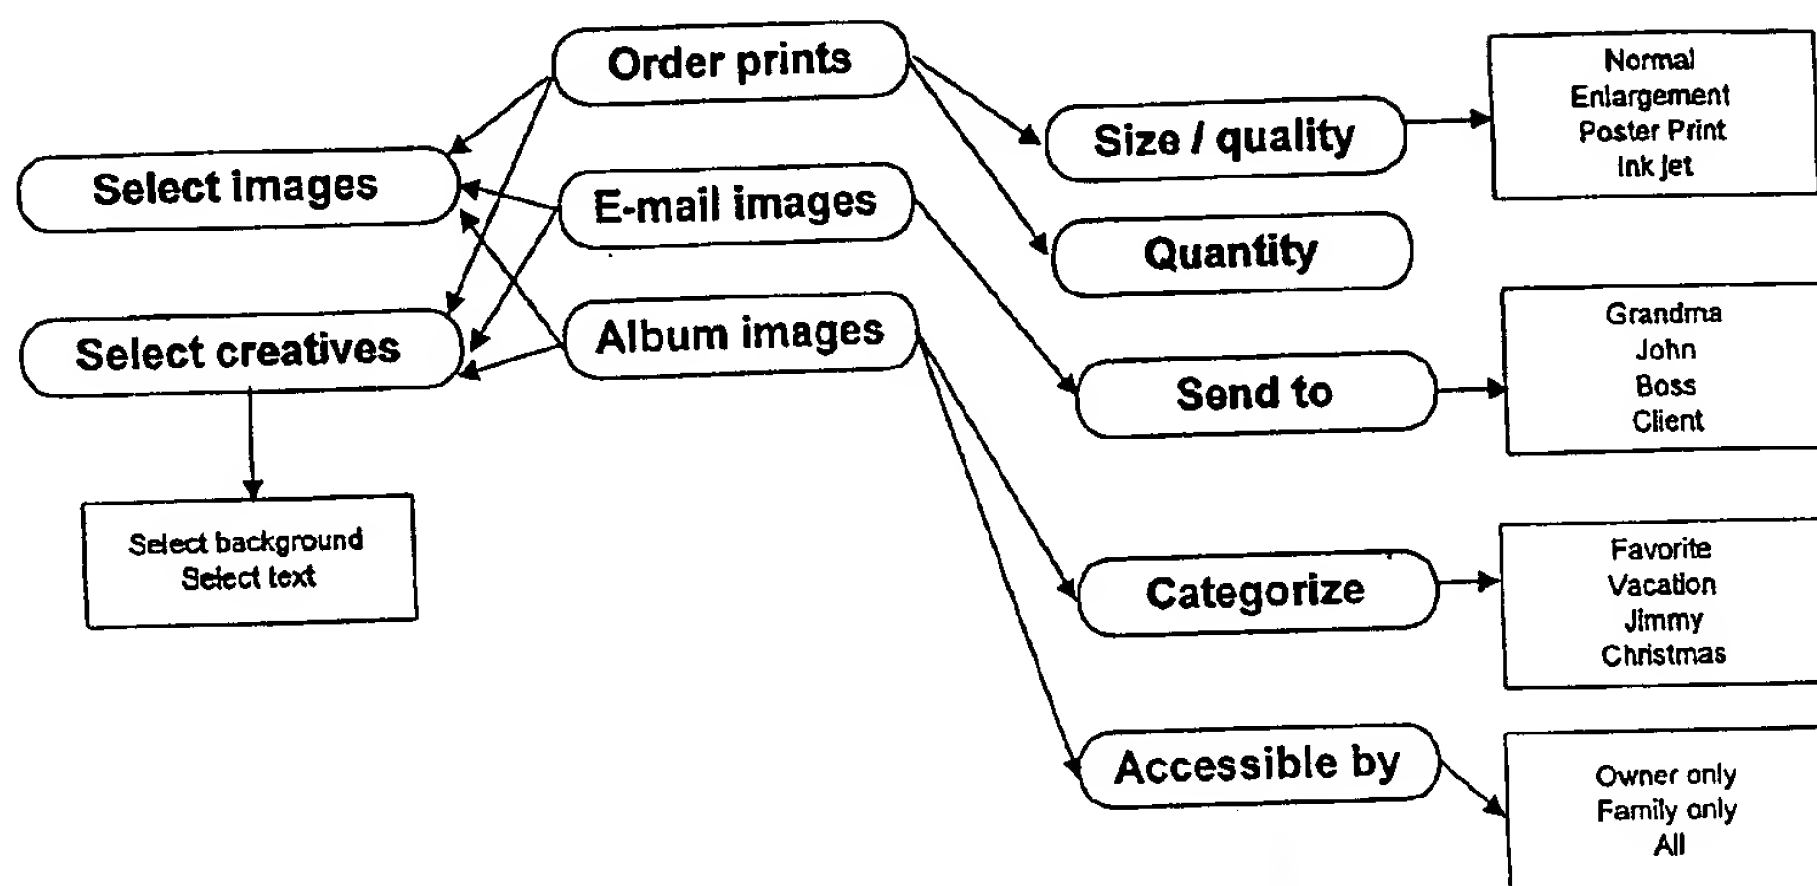 Order prints
Select images
E-mail images
Album images
Select creatives
Select background
Select text
Size / quality
Normal
Enlargement
Poster Print
Ink Jet
Quantity
Send to
Grandma
John
Boss
Client
Categorize
Favorite
Vacation
Jimmy
Christmas
Accessible by
Owner only
Family only
All